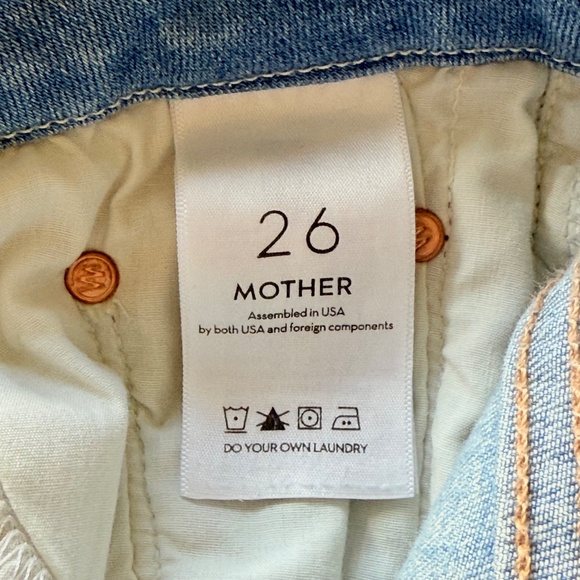 26
MOTHER
Assembled in USA
by both USA and foreign components
DO YOUR OWN LAUNDRY